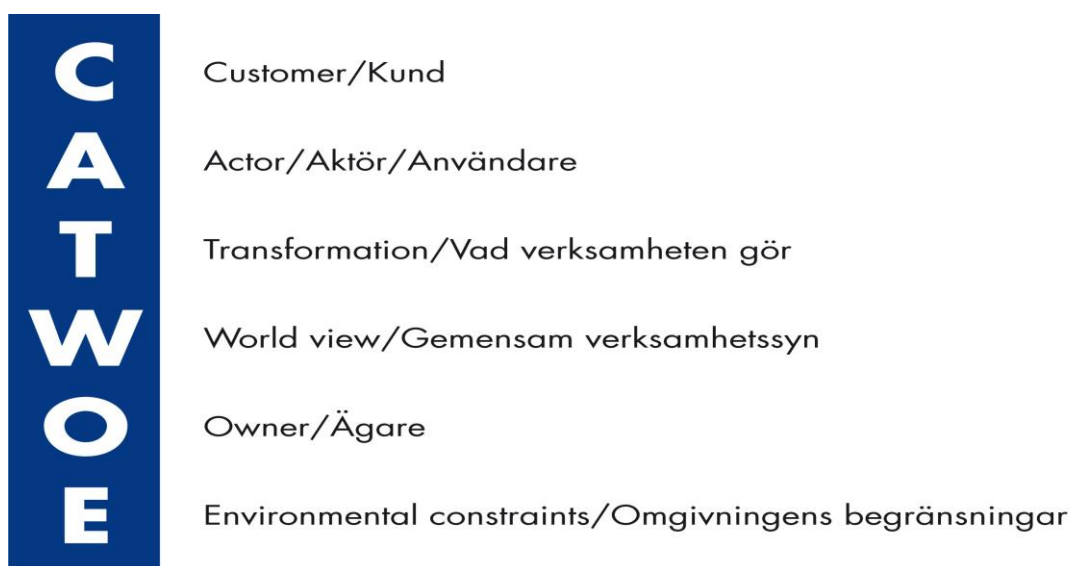 C Customer/Kund
A Actor/Aktör/Användare
T Transformation/Vad verksamheten gör
W World view/Gemensam verksamhetssyn
O Owner/Ägare
E Environmental constraints/Omgivningens begränsningar